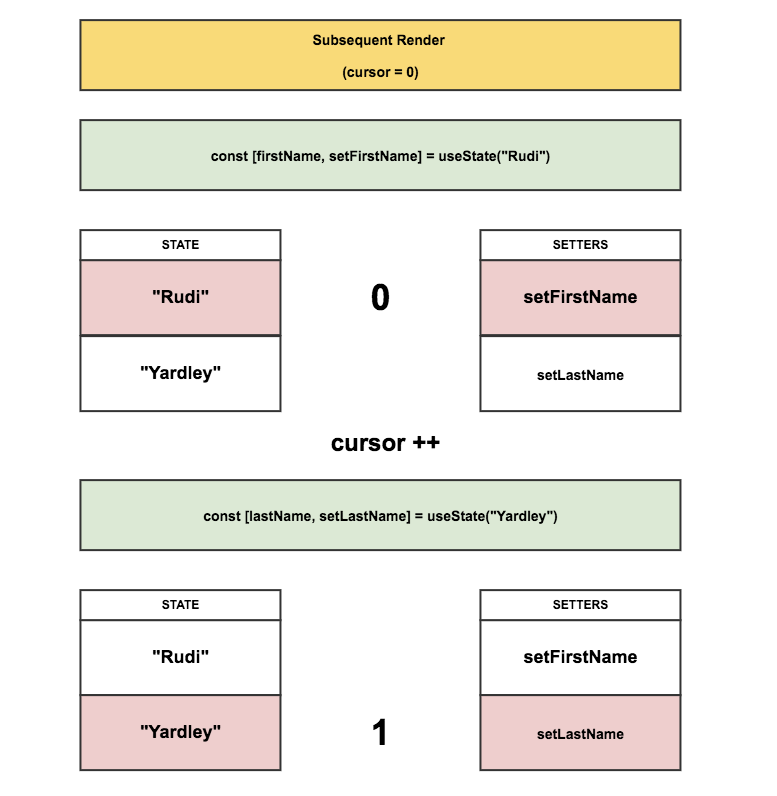 Subsequent Render
(cursor = 0)
const [firstName, setFirstName] = useState("Rudi")
STATE
SETTERS
"Rudi"
0
setFirstName
"Yardley"
setLastName
cursor ++
const [lastName, setLastName] = useState("Yardley")
STATE
SETTERS
"Rudi"
setFirstName
"Yardley"
1
setLastName